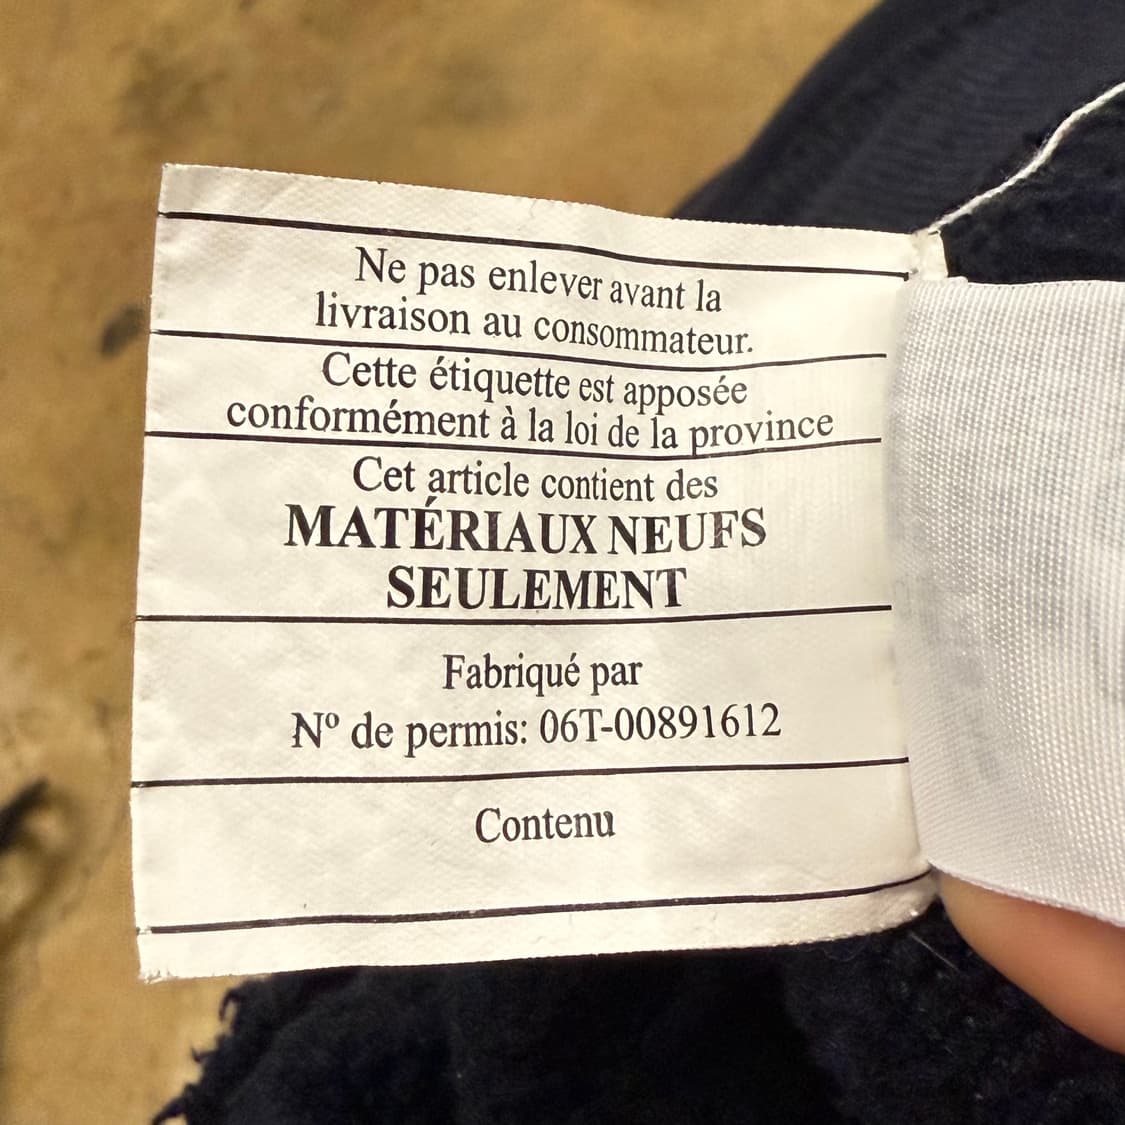 Ne pas enlever avant la
livraison au consommateur.
Cette étiquette est apposée
conformément à la loi de la province
Cet article contient des
MATÉRIAUX NEUFS
SEULEMENT
Fabriqué par
Nº de permis: 06T-00891612
Contenu